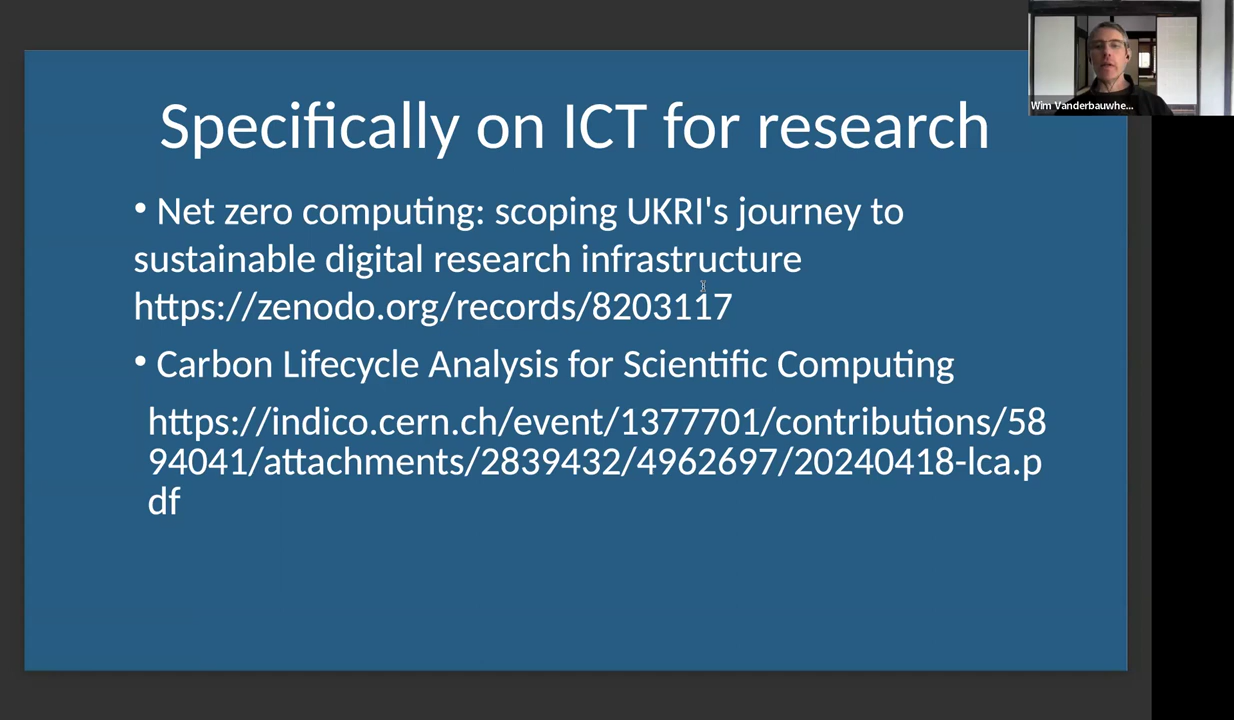 Specifically on ICT for research
• Net zero computing: scoping UKRI's journey to
sustainable digital research infrastructure
https://zenodo.org/records/8203117
• Carbon Lifecycle Analysis for Scientific Computing
https://indico.cern.ch/event/1377701/contributions/58
94041/attachments/2839432/4962697/20240418-lca.p
df
Wim Vanderbauwhe...